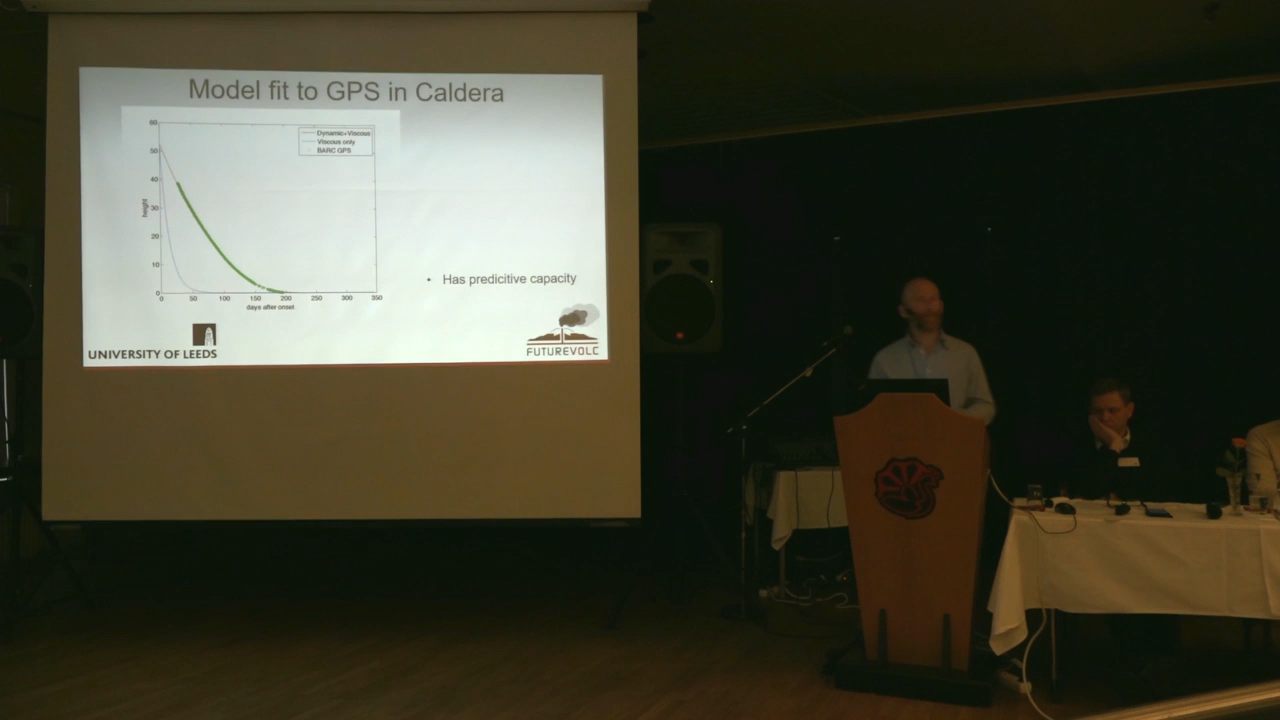 Model fit to GPS in Caldera
60
50
40
30
20
10
0
height
Dynamic+Viscous
Viscous only
BARC GPS
0 50 100 150 200 250 300 350
days after onset
• Has predicitive capacity
UNIVERSITY OF LEEDS
FUTUREVOLC